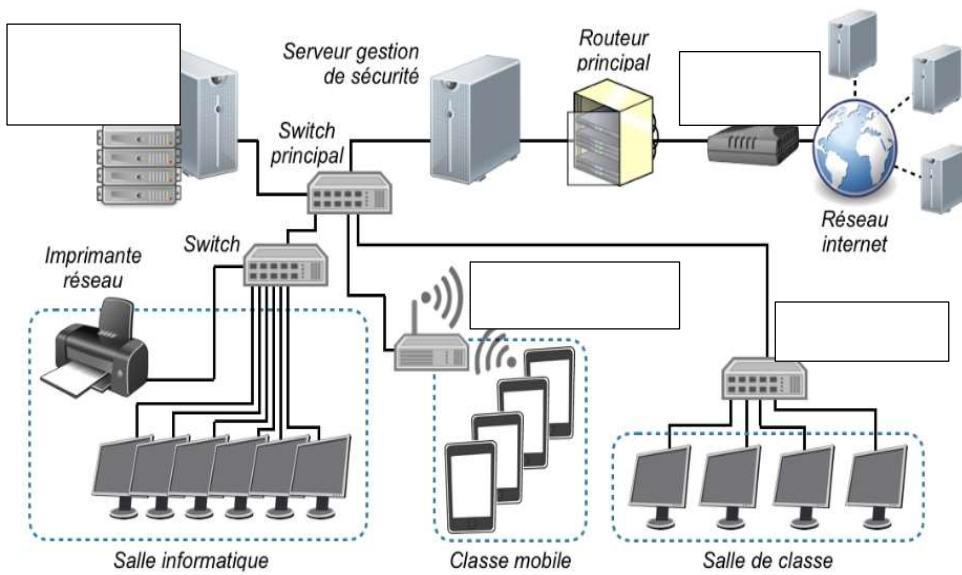 Serveur gestion
de sécurité
Routeur
principal
Switch
principal
Réseau
internet
Switch
Imprimante
réseau
Salle informatique
Classe mobile
Salle de classe